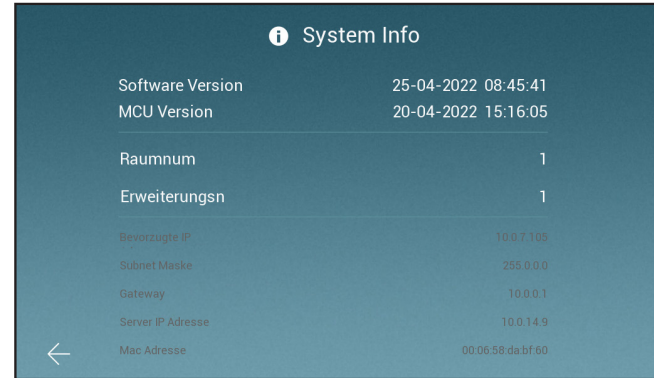 System Info
Software Version 25-04-2022 08:45:41
MCU Version 20-04-2022 15:16:05
Raumnum 1
Erweiterungsn 1
Bevorzugte IP 10.0.7.105
Subnet Maske 255.0.0.0
Gateway 10.0.0.1
Server IP Adresse 10.0.14.9
Mac Adresse 00:06:58:da:bf:60